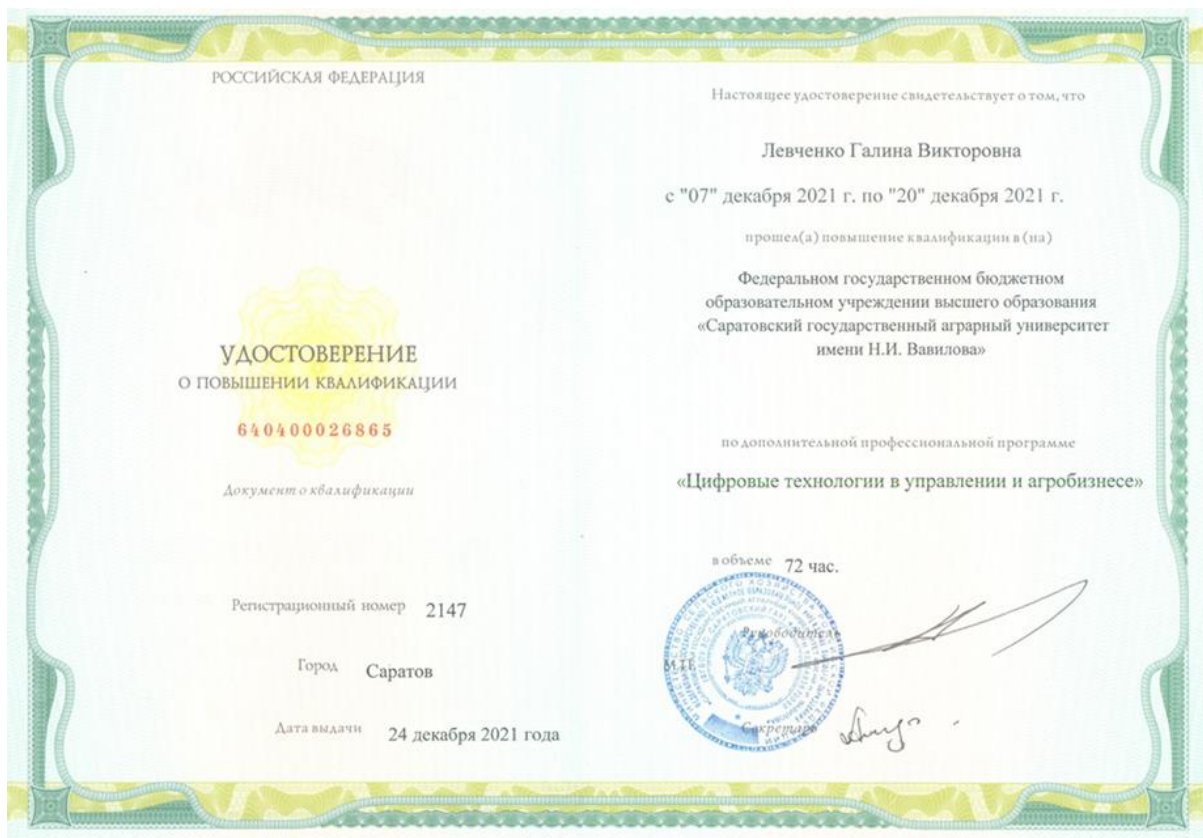 РОССИЙСКАЯ ФЕДЕРАЦИЯ
УДОСТОВЕРЕНИЕ
О ПОВЫШЕНИИ КВАЛИФИКАЦИИ
640400026865
Документ о квалификации
Регистрационный номер 2147
Город Саратов
Дата выдачи 24 декабря 2021 года
Настоящее удостоверение свидетельствует о том, что
Левченко Галина Викторовна
с "07" декабря 2021 г. по "20" декабря 2021 г.
прошел(а) повышение квалификации в (на)
Федеральном государственном бюджетном
образовательном учреждении высшего образования
«Саратовский государственный аграрный университет
имени Н.И. Вавилова»
по дополнительной профессиональной программе
«Цифровые технологии в управлении и агробизнесе»
в объеме 72 час.
Руководитель
М.П.
Секретарь